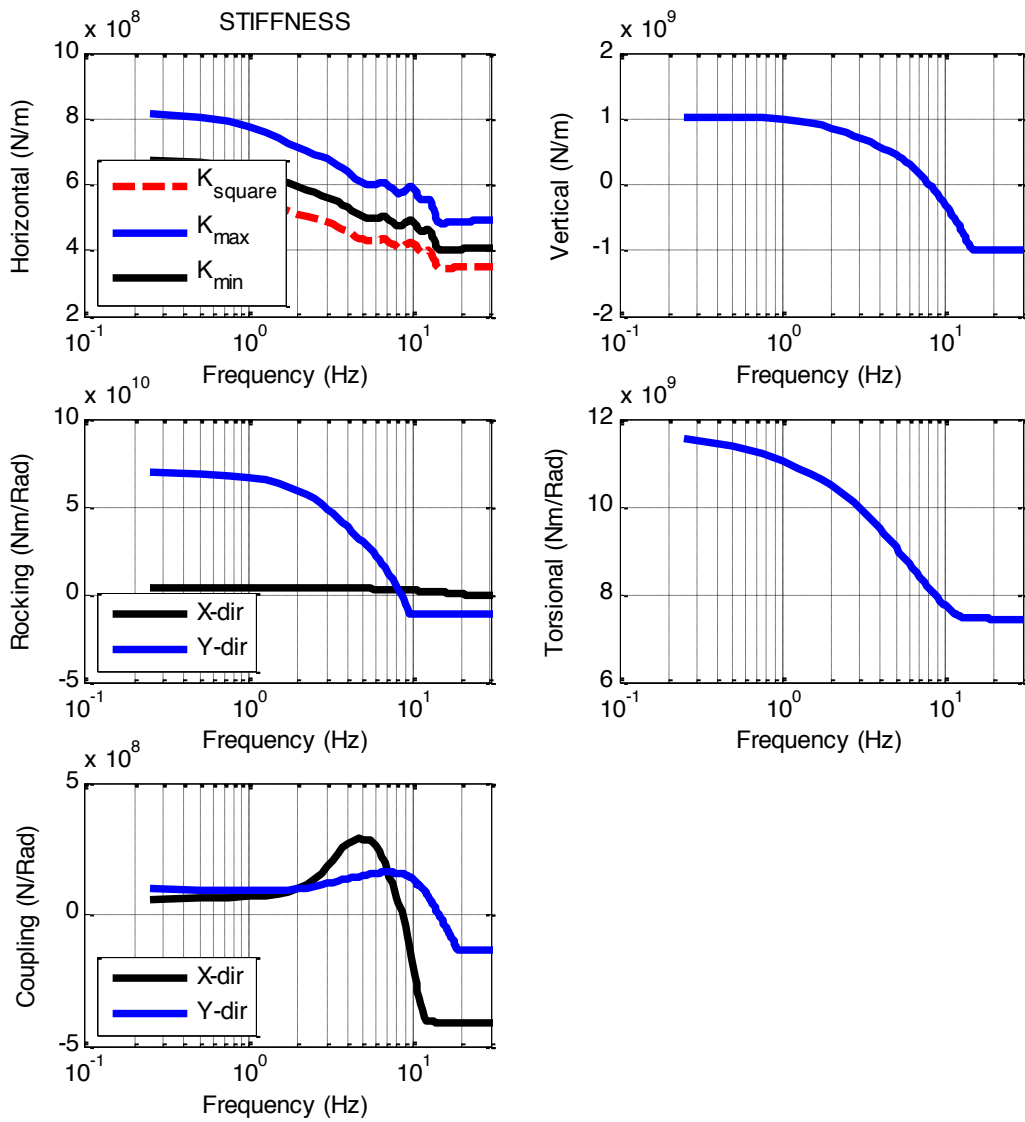 STIFFNESS
x 10^8
10
8
6
4
2
Horizontal (N/m)
K_square
K_max
K_min
10^-1
10^0
10^1
Frequency (Hz)
x 10^9
2
1
0
-1
-2
Vertical (N/m)
10^-1
10^0
10^1
Frequency (Hz)
x 10^10
10
5
0
-5
Rocking (Nm/Rad)
X-dir
Y-dir
10^-1
10^0
10^1
Frequency (Hz)
x 10^9
12
10
8
6
Torsional (Nm/Rad)
10^-1
10^0
10^1
Frequency (Hz)
x 10^8
5
0
-5
Coupling (N/Rad)
X-dir
Y-dir
10^-1
10^0
10^1
Frequency (Hz)